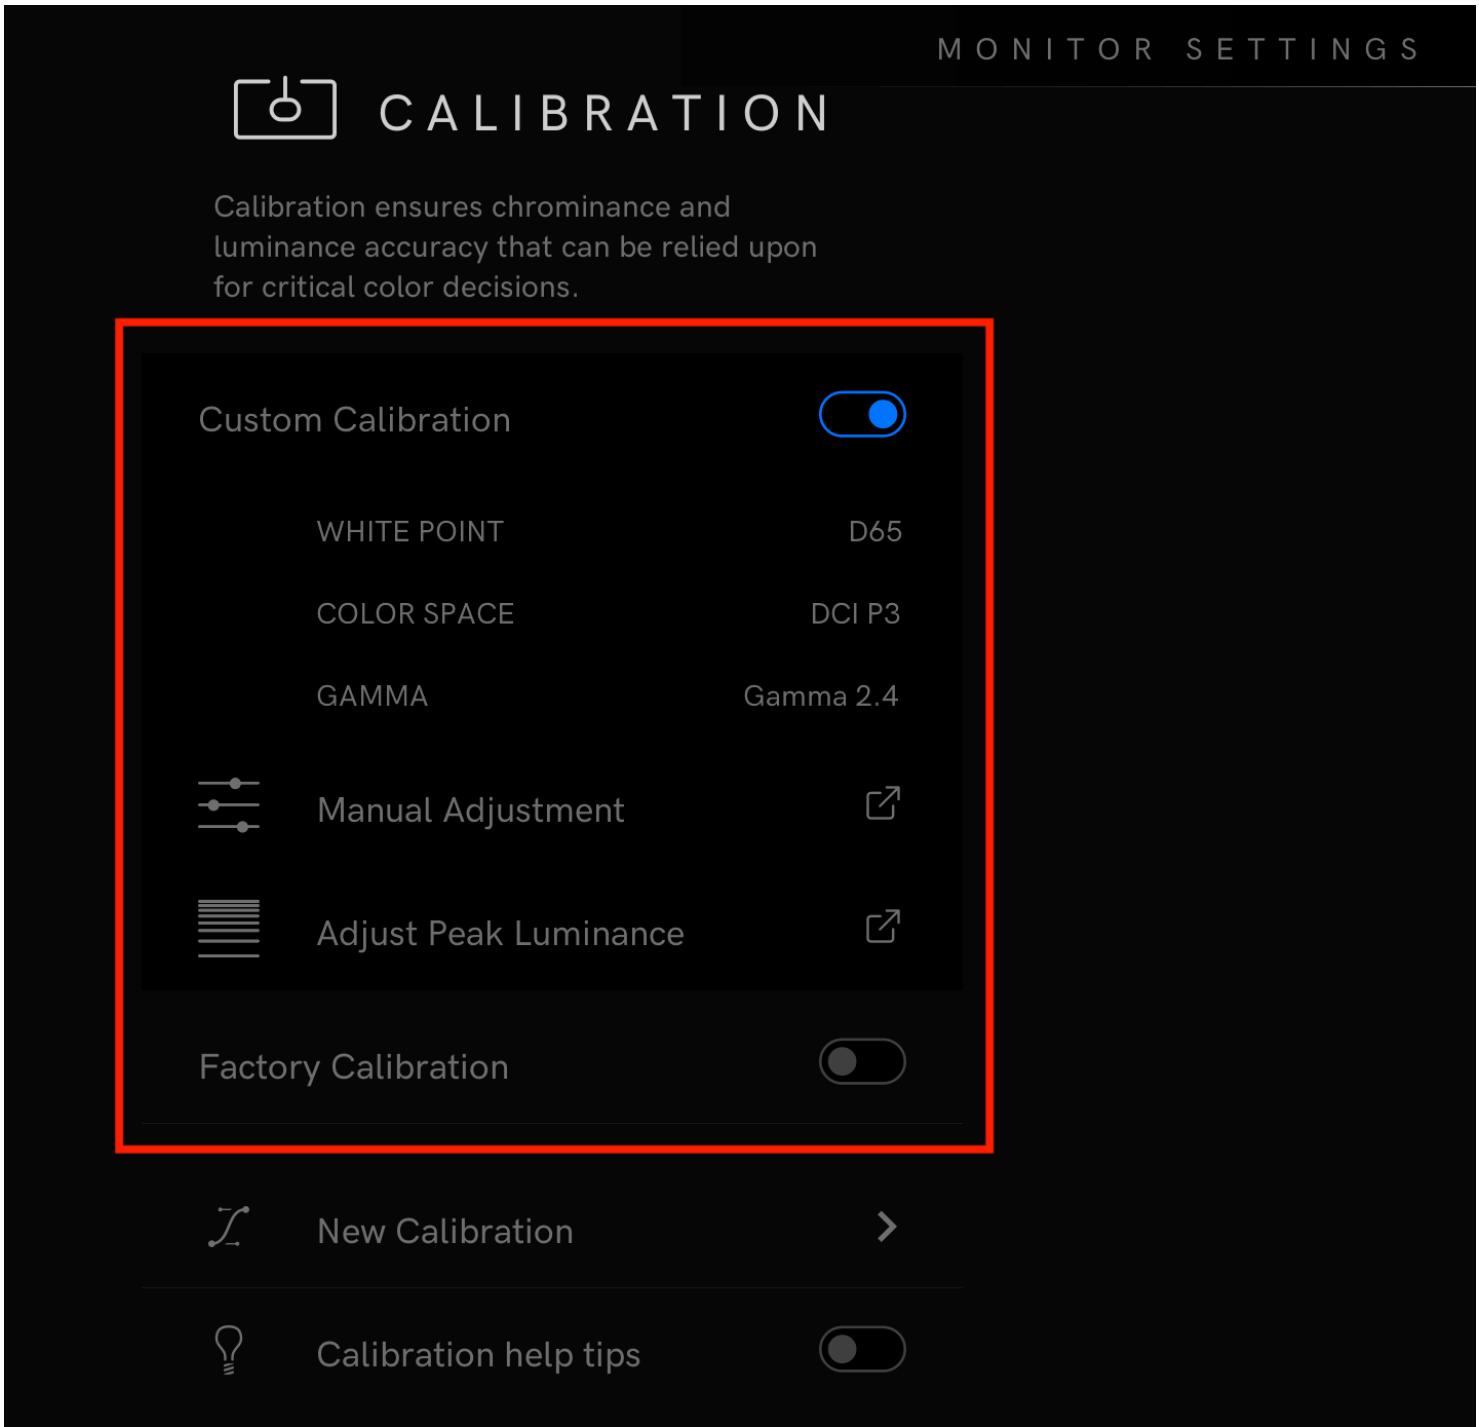 MONITOR SETTINGS
CALIBRATION
Calibration ensures chrominance and
luminance accuracy that can be relied upon
for critical color decisions.
Custom Calibration
WHITE POINT D65
COLOR SPACE DCI P3
GAMMA Gamma 2.4
Manual Adjustment
Adjust Peak Luminance
Factory Calibration
New Calibration
Calibration help tips